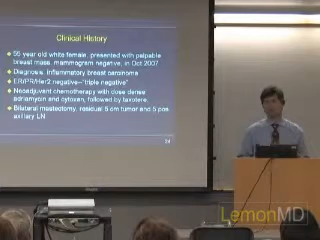 Clinical History
55 year old white female, presented with palpable
breast mass, mammogram negative, in Oct 2007
Diagnosis: Inflammatory breast carcinoma
ER/PR/Her2 negative--"triple negative"
Neoadjuvant chemotherapy with dose dense
adriamycin and cytoxan, followed by taxotere.
Bilateral mastectomy, residual 5 cm tumor and 5 pos
axillary LN
LemonMD